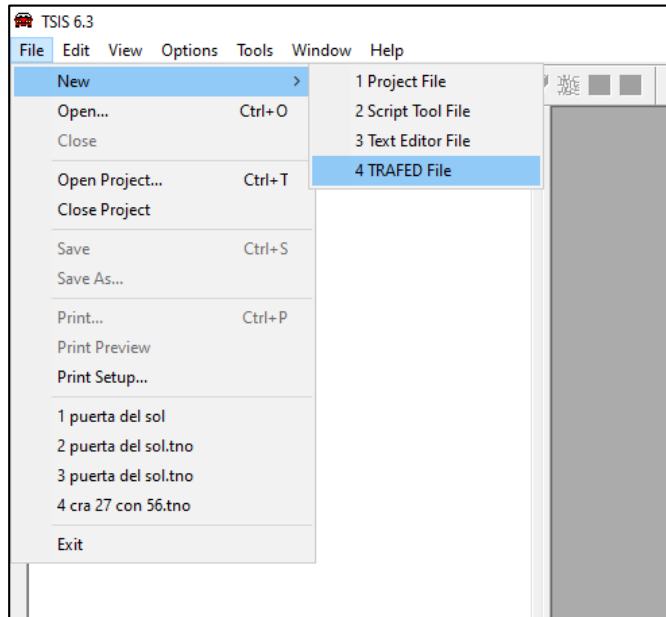 TSIS 6.3
File Edit View Options Tools Window Help
New
Open... Ctrl+O
Close
Open Project... Ctrl+T
Close Project
Save Ctrl+S
Save As...
Print... Ctrl+P
Print Preview
Print Setup...
1 puerta del sol
2 puerta del sol.tno
3 puerta del sol.tno
4 cra 27 con 56.tno
Exit
1 Project File
2 Script Tool File
3 Text Editor File
4 TRAFED File